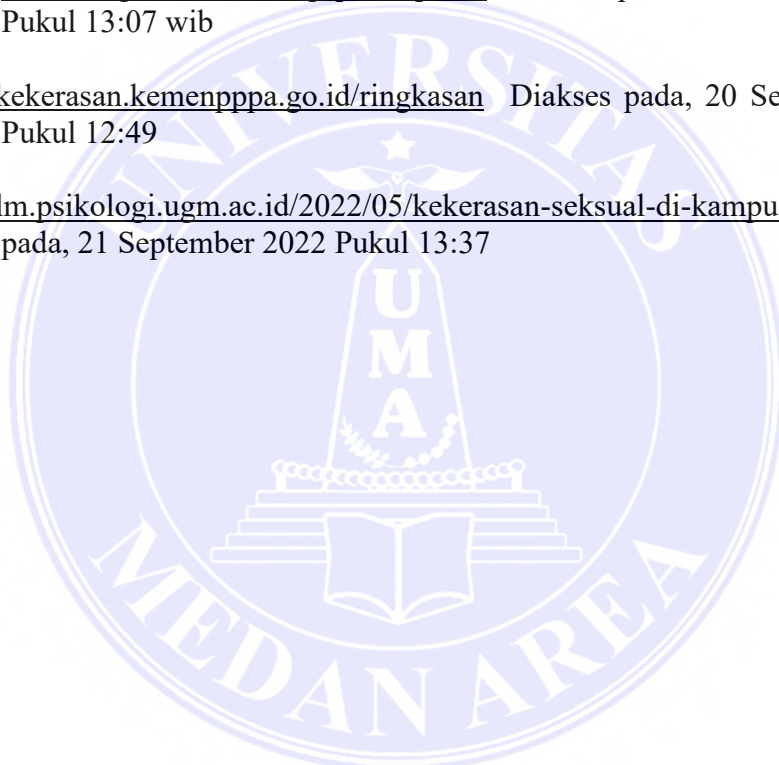 Pukul 13:07 wib
kekerasan.kemenpppa.go.id/ringkasan Diakses pada, 20 Se
Pukul 12:49
lm.psikologi.ugm.ac.id/2022/05/kekerasan-seksual-di-kampu
pada, 21 September 2022 Pukul 13:37
UNIVERSITAS
U
M
A
MEDAN AREA